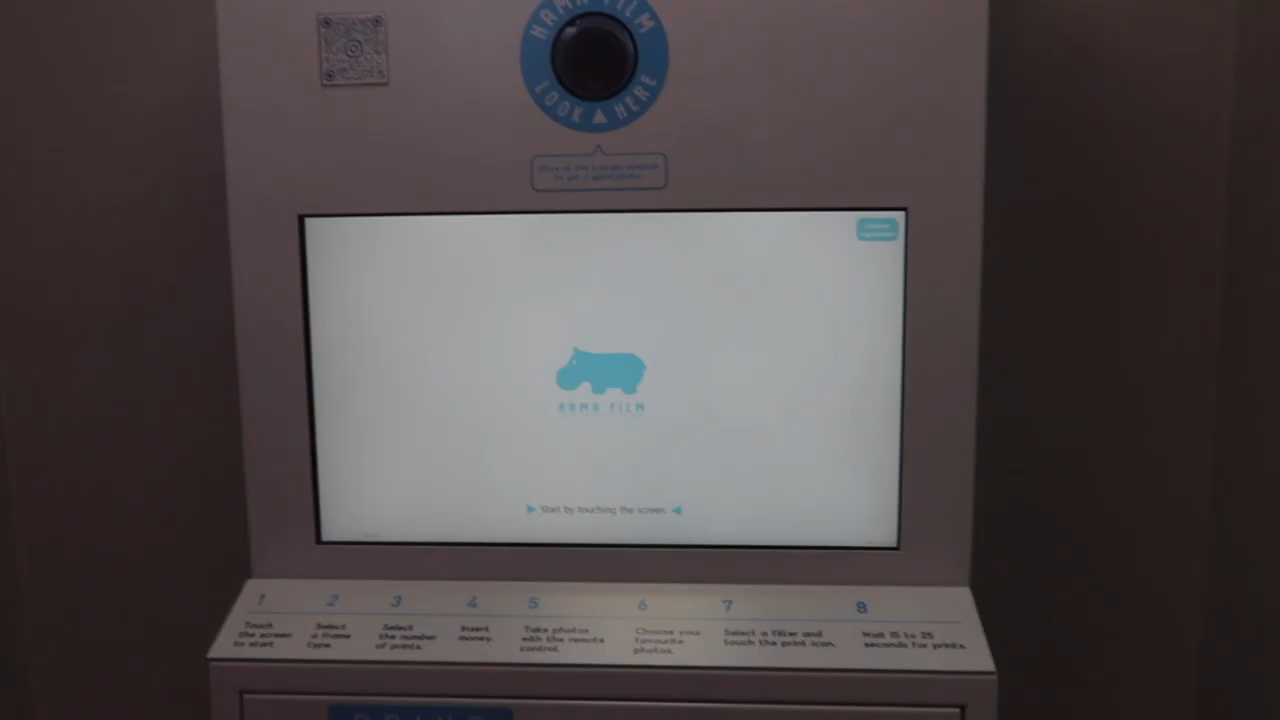 HAMA FILM
LOOK HERE
HAMA FILM
Start by touching the screen.
1
Touch
the screen
to start.
2
Select
a frame
type.
3
Select
the number
of prints.
4
Insert
money.
5
Take photos
with the remote
control.
6
Choose your
favourite
photos.
7
Select a filter and
touch the print icon.
8
Wait 15 to 25
seconds for prints.